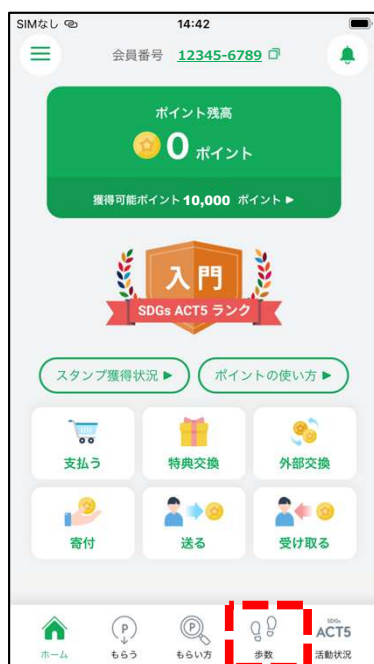 SIMなし 14:42
会員番号 12345-6789
ポイント残高
0 ポイント
獲得可能ポイント 10,000 ポイント ▶
入門
SDGs ACT5 ランク
スタンプ獲得状況 ▶ ポイントの使い方 ▶
支払う 特典交換 外部交換
寄付 送る 受け取る
P P SDGs ACT5
ホーム もらう もらい方 歩数 活動状況